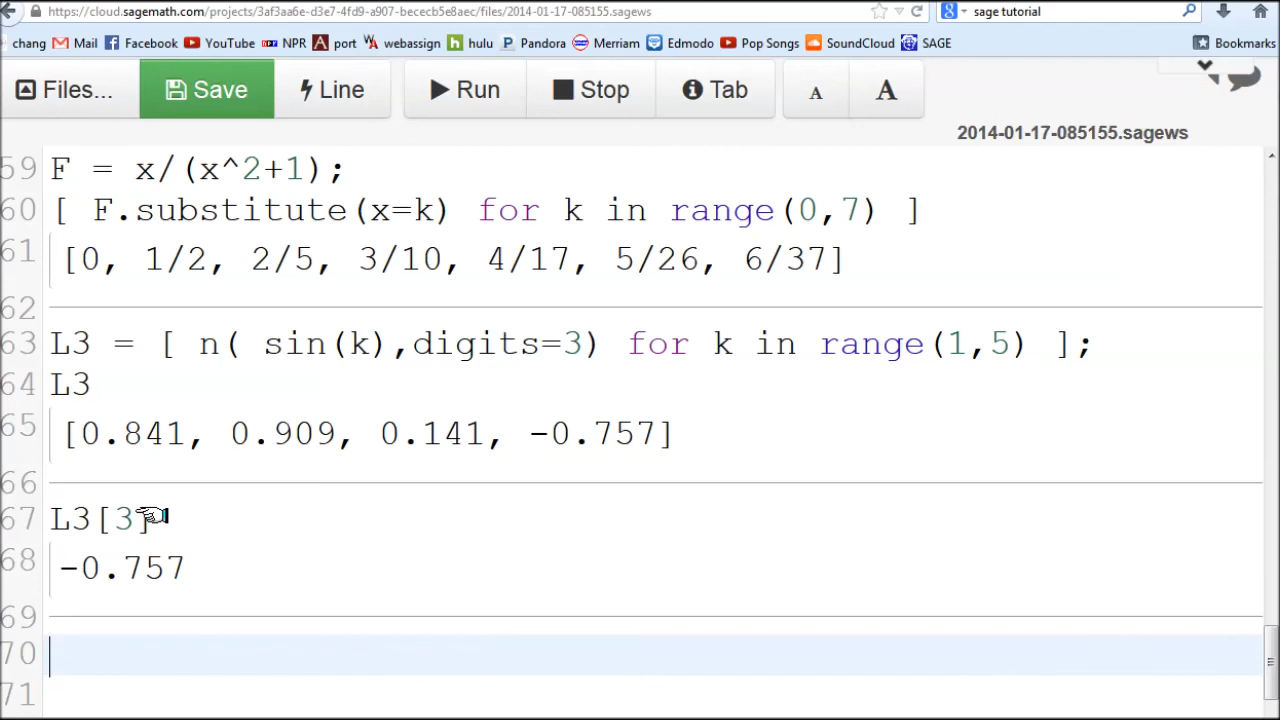 https://cloud.sagemath.com/projects/3af3aa6e-d3e7-4fd9-a907-bececb5e8aec/files/2014-01-17-085155.sagews
sage tutorial
chang Mail Facebook YouTube NPR port webassign hulu Pandora Merriam Edmodo Pop Songs SoundCloud SAGE Bookmarks
Files... Save Line Run Stop Tab A A
2014-01-17-085155.sagews
59 F = x/(x^2+1);
60 [ F.substitute(x=k) for k in range(0,7) ]
61 [0, 1/2, 2/5, 3/10, 4/17, 5/26, 6/37]
62
63 L3 = [ n( sin(k),digits=3) for k in range(1,5) ];
64 L3
65 [0.841, 0.909, 0.141, -0.757]
66
67 L3[3]
68 -0.757
69
70
71